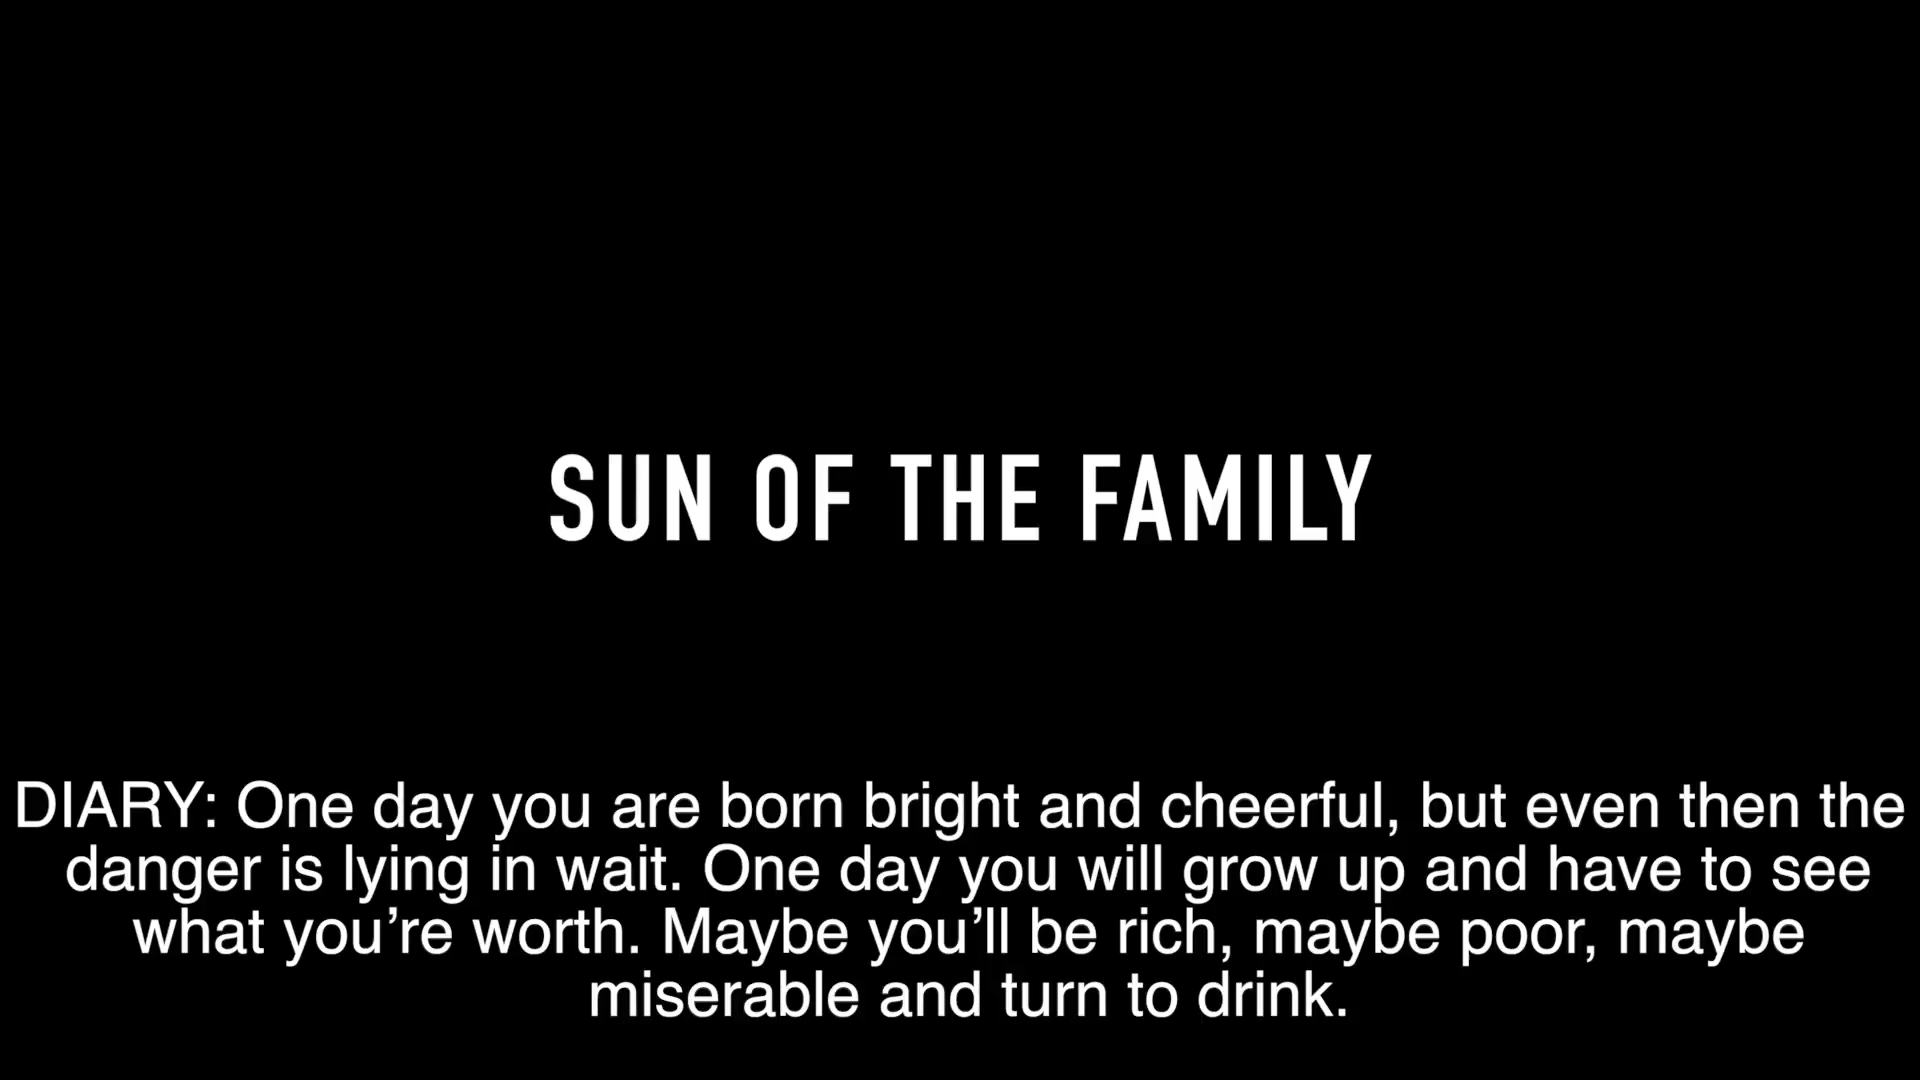 SUN OF THE FAMILY
DIARY: One day you are born bright and cheerful, but even then the
danger is lying in wait. One day you will grow up and have to see
what you’re worth. Maybe you’ll be rich, maybe poor, maybe
miserable and turn to drink.